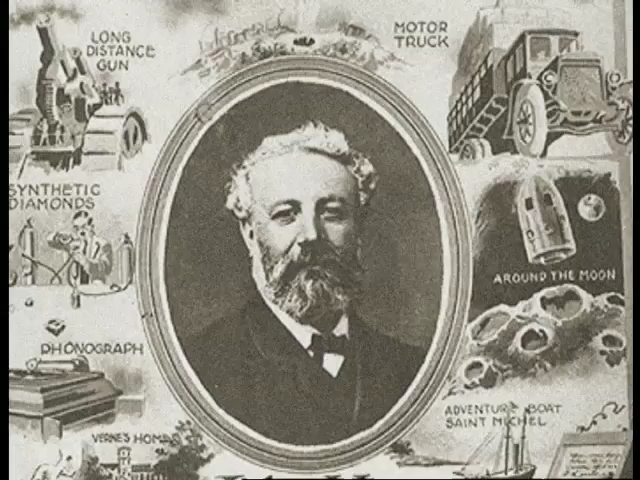 LONG
DISTANCE
GUN
MOTOR
TRUCK
SYNTHETIC
DIAMONDS
AROUND THE MOON
PHONOGRAPH
ADVENTURE BOAT
SAINT MICHEL
VERNE'S HOME